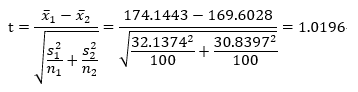 t = (x̄₁ − x̄₂) / √(s₁²/n₁ + s₂²/n₂) = (174.1443 − 169.6028) / √(32.1374²/100 + 30.8397²/100) = 1.0196